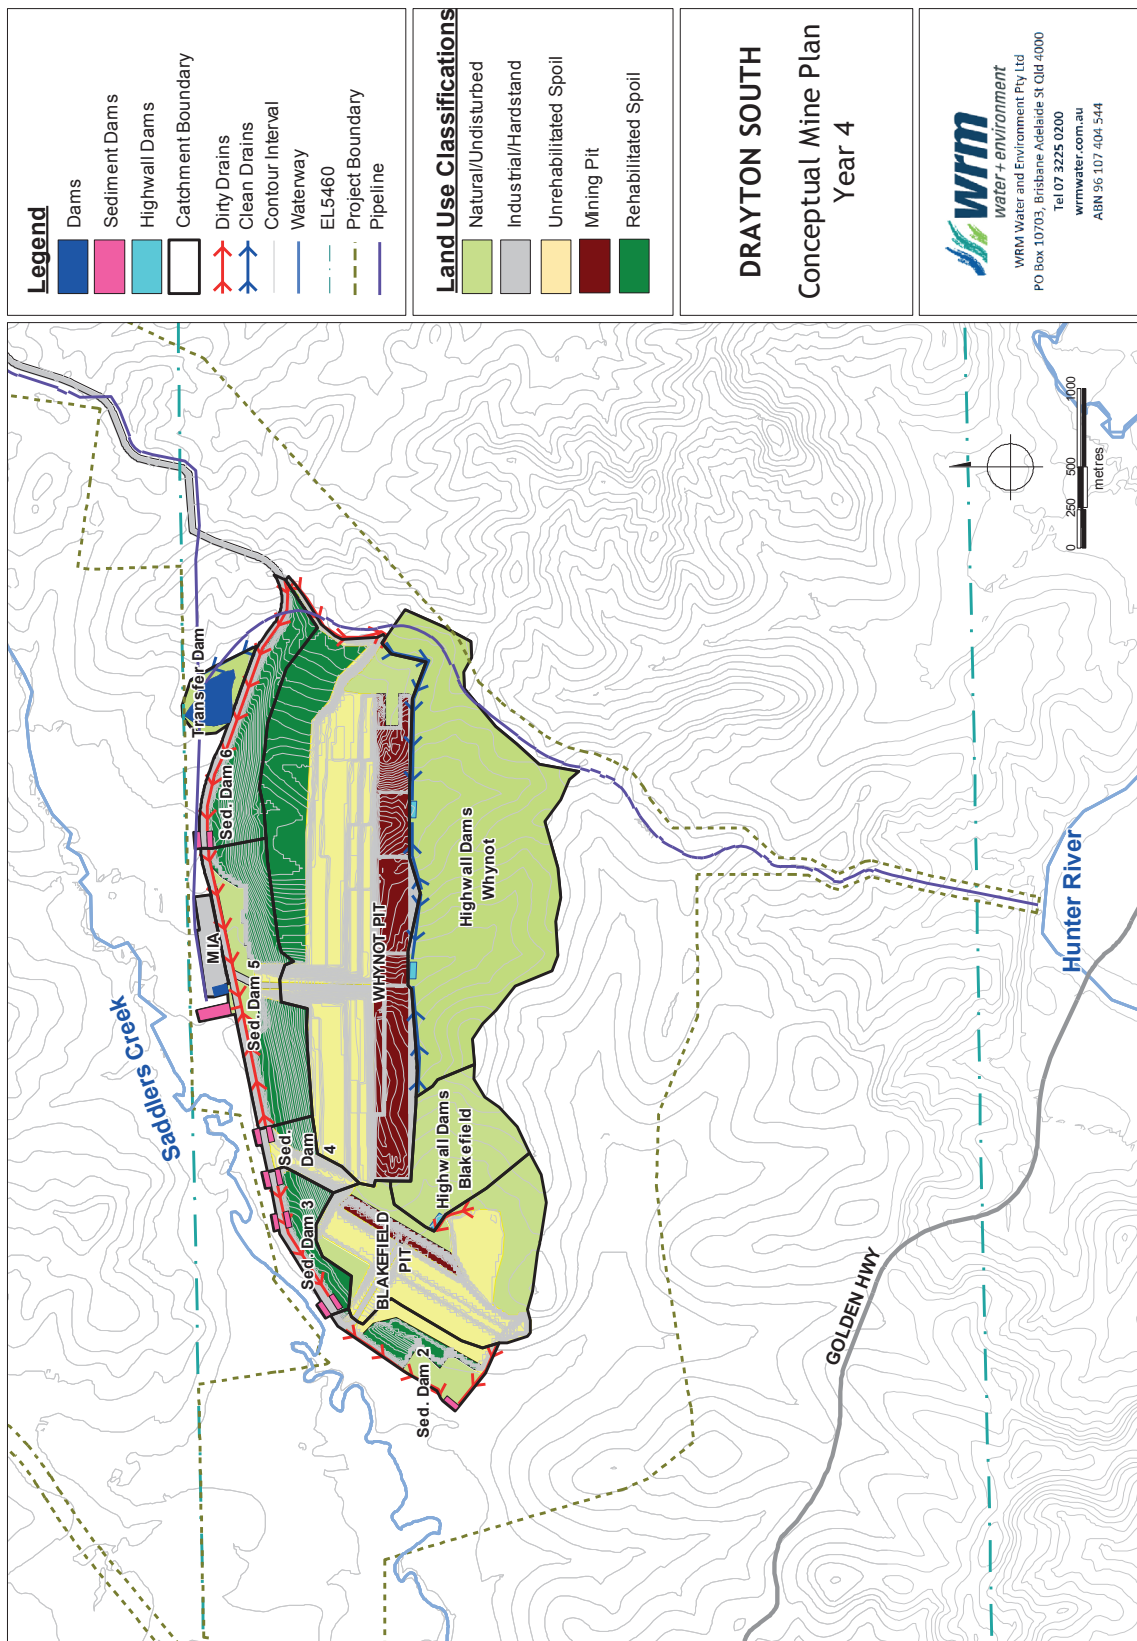 Legend
Dams
Sediment Dams
Highwall Dams
Catchment Boundary
Dirty Drains
Clean Drains
Contour Interval
Waterway
EL5460
Project Boundary
Pipeline
Land Use Classifications
Natural/Undisturbed
Industrial/Hardstand
Unrehabilitated Spoil
Mining Pit
Rehabilitated Spoil
DRAYTON SOUTH
Conceptual Mine Plan
Year 4
wrm
water + environment
WRM Water and Environment Pty Ltd
PO Box 10703, Brisbane Adelaide St Qld 4000
Tel 07 3225 0200
wrmwater.com.au
ABN 96 107 404 544
Saddlers Creek
Transfer Dam
Sed. Dam 6
MIA
Sed. Dam 5
Sed.
Dam
4
Sed. Dam 3
Sed. Dam 2
WHYNOT PIT
BLAKEFIELD
PIT
Highwall Dams
Whynot
Highwall Dams
Blakefield
GOLDEN HWY
Hunter River
0
250
500
1000
metres